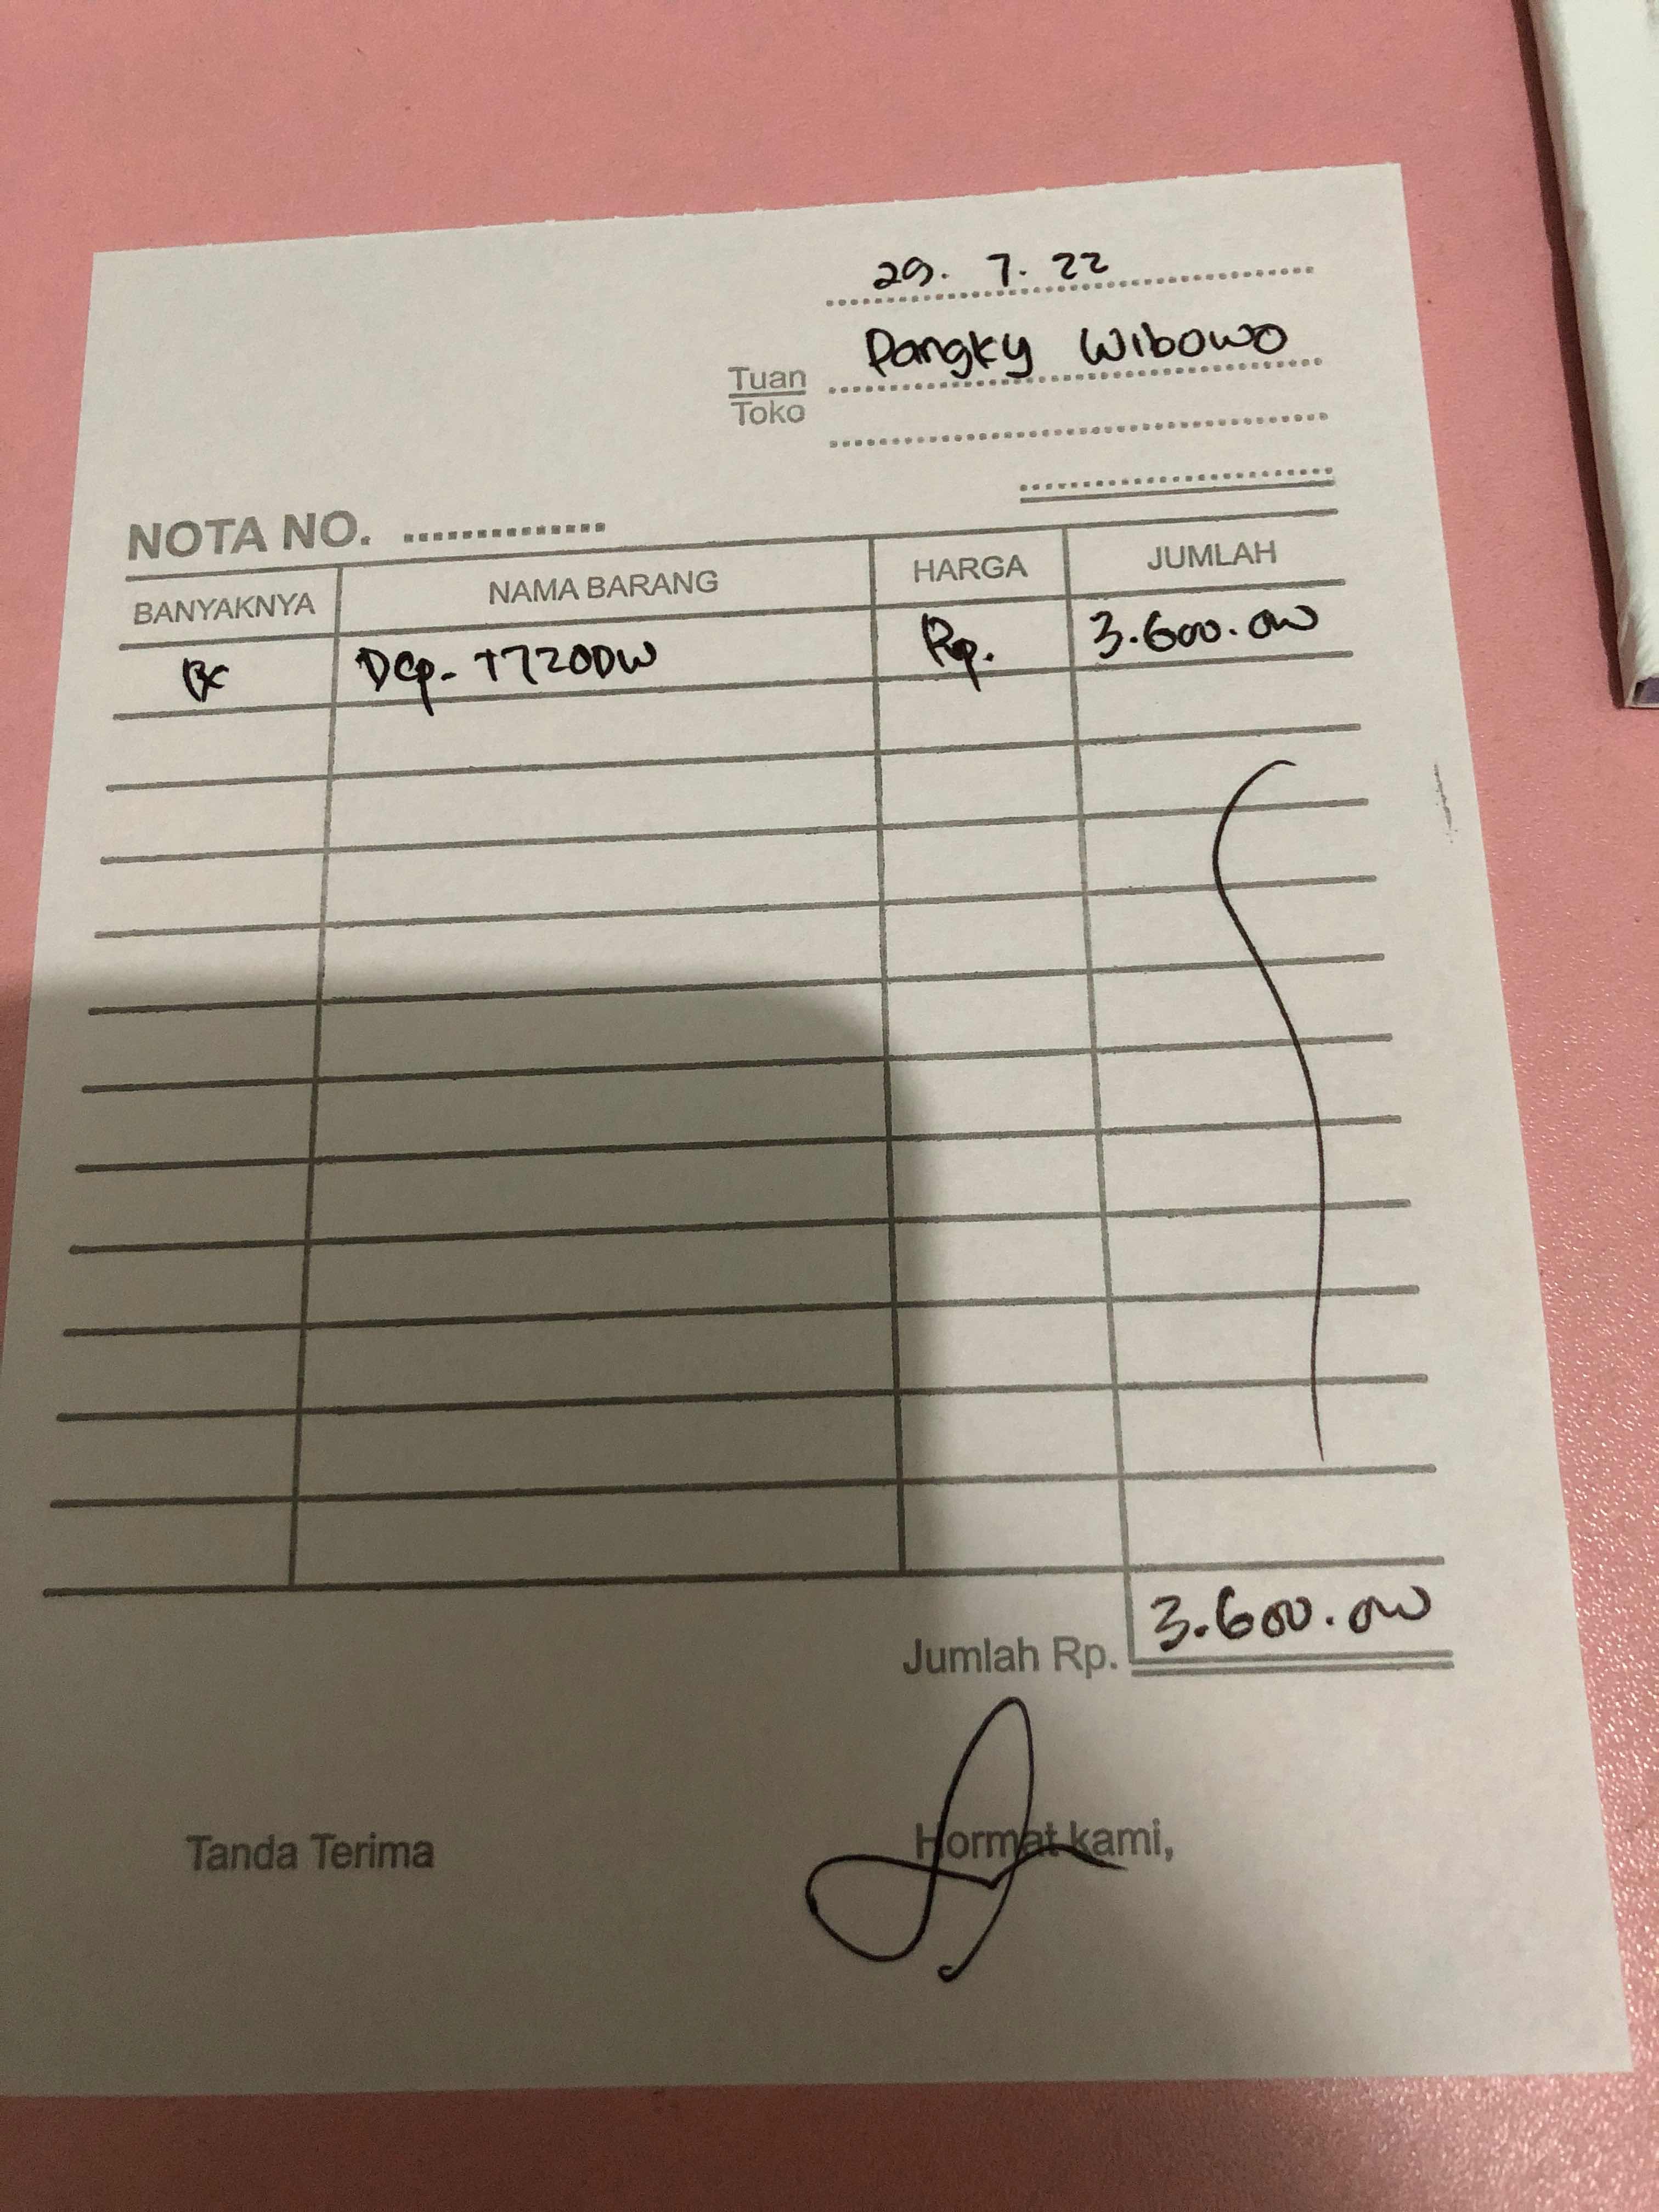 29. 7. 22
Tuan Pangky Wibowo
Toko
NOTA NO. ................
BANYAKNYA NAMA BARANG HARGA JUMLAH
Dcp- T720DW Rp. 3.600.000
Jumlah Rp. 3.600.000
Tanda Terima Hormat kami,